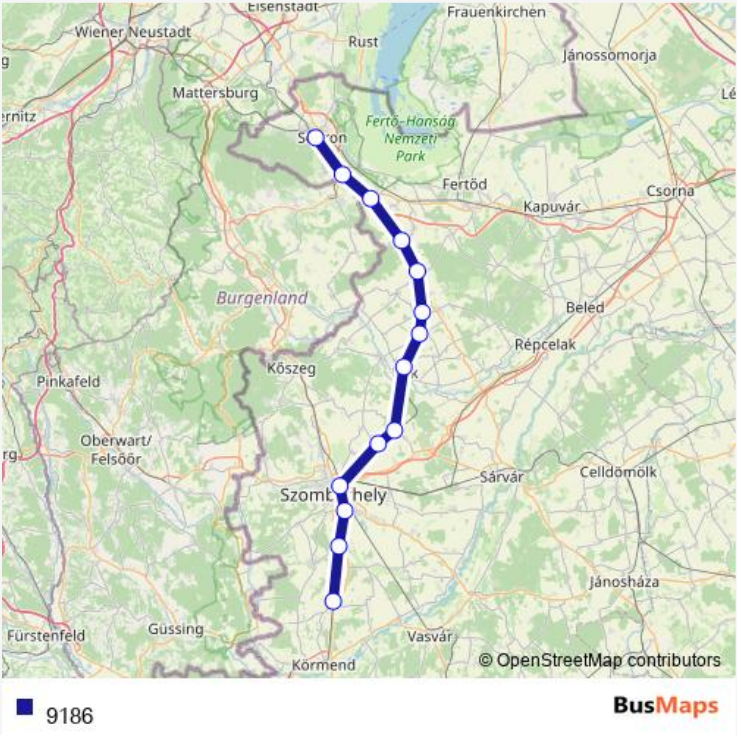 Eisenstadt
Frauenkirchen
Wiener Neustadt
Rust
Jánossomorja
Mattersburg
Fertő-Hanság
Nemzeti
Park
Fertőd
Csorna
Kapuvár
Burgenland
Beled
Répcelak
Kőszeg
Pinkafeld
Oberwart/
Felsőőr
Sárvár
Celldömölk
Jánosháza
Güssing
Fürstenfeld
Vasvár
Körmend
© OpenStreetMap contributors
9186
BusMaps